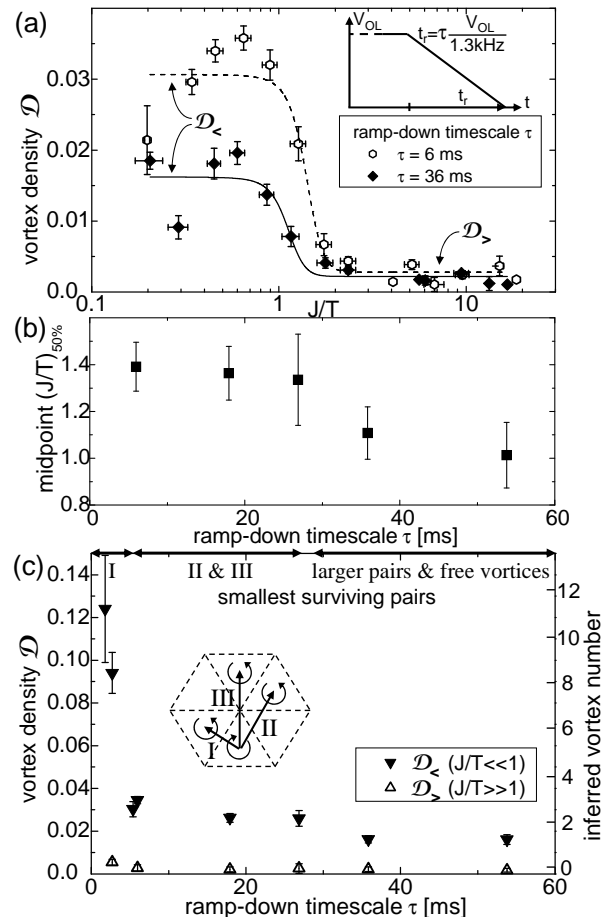 (a)
V_OL
t_r=τ V_OL/1.3kHz
t_r
t
ramp-down timescale τ
τ = 6 ms
τ = 36 ms
𝒟<
𝒟>
vortex density 𝒟
0.03
0.02
0.01
0.00
0.1
1
10
J/T
(b)
midpoint (J/T)50%
1.4
1.2
1.0
0.8
0
20
40
60
ramp-down timescale τ [ms]
(c)
I
II & III
larger pairs & free vortices
smallest surviving pairs
vortex density 𝒟
0.14
0.12
0.10
0.08
0.06
0.04
0.02
0.00
III
II
I
𝒟< (J/T<<1)
𝒟> (J/T>>1)
12
10
8
6
4
2
0
inferred vortex number
0
10
20
30
40
50
60
ramp-down timescale τ [ms]